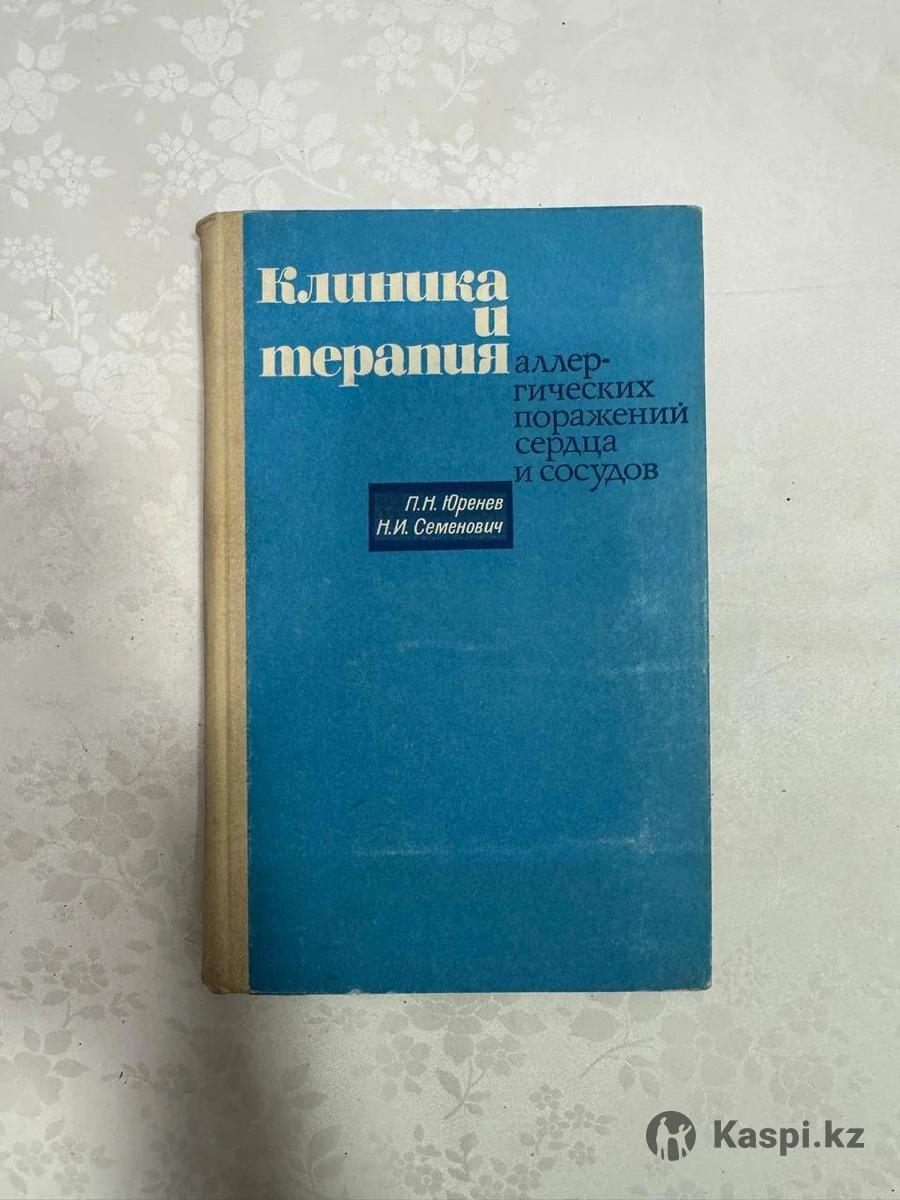 Клиника
и
терапия
аллер-
гических
поражений
сердца
и сосудов
П.Н. Юренев
Н.И. Семенович
Kaspi.kz